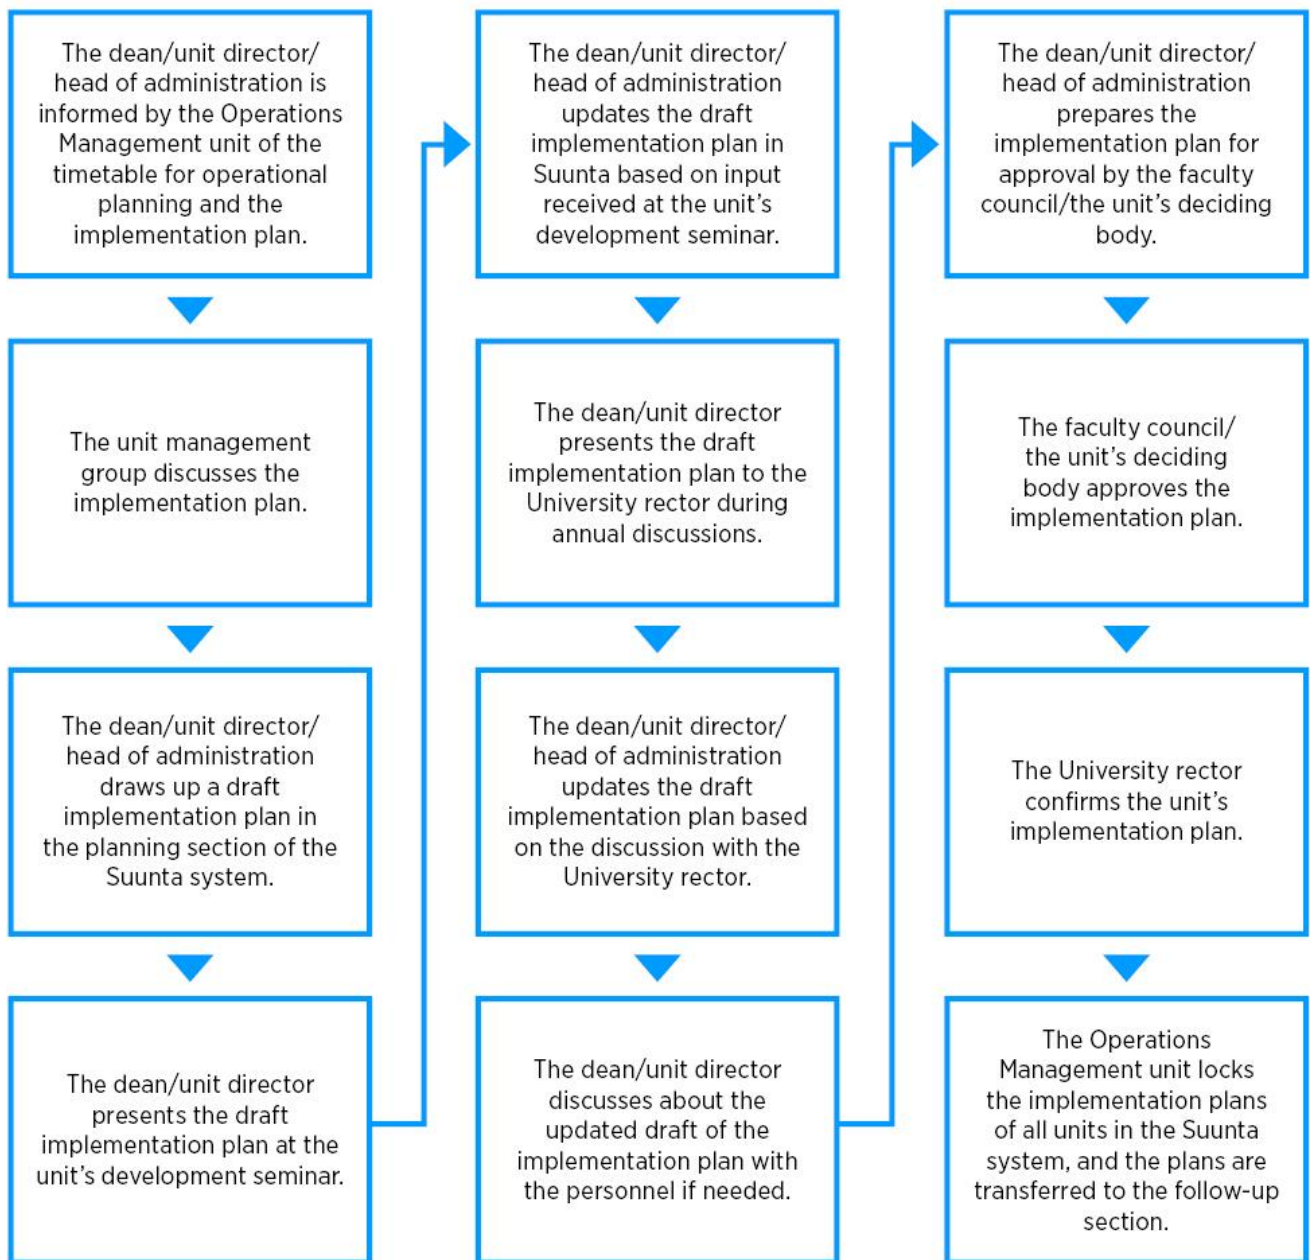 The dean/unit director/
head of administration is
informed by the Operations
Management unit of the
timetable for operational
planning and the
implementation plan.
The unit management
group discusses the
implementation plan.
The dean/unit director/
head of administration
draws up a draft
implementation plan in
the planning section of the
Suunta system.
The dean/unit director
presents the draft
implementation plan at the
unit's development seminar.
The dean/unit director/
head of administration
updates the draft
implementation plan in
Suunta based on input
received at the unit's
development seminar.
The dean/unit director
presents the draft
implementation plan to the
University rector during
annual discussions.
The dean/unit director/
head of administration
updates the draft
implementation plan based
on the discussion with the
University rector.
The dean/unit director
discusses about the
updated draft of the
implementation plan with
the personnel if needed.
The dean/unit director/
head of administration
prepares the
implementation plan for
approval by the faculty
council/the unit's deciding
body.
The faculty council/
the unit's deciding
body approves the
implementation plan.
The University rector
confirms the unit's
implementation plan.
The Operations
Management unit locks
the implementation plans
of all units in the Suunta
system, and the plans are
transferred to the follow-up
section.